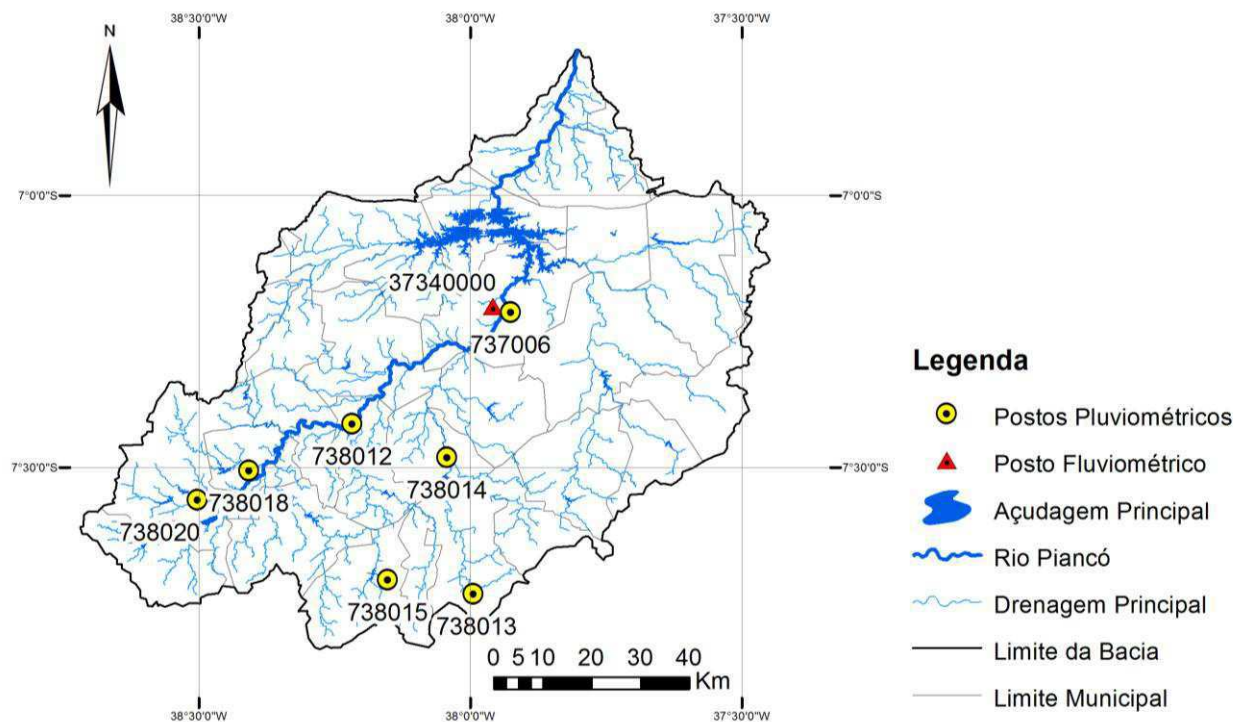 N
38°30'0"W
38°0'0"W
37°30'0"W
7°0'0"S
7°0'0"S
37340000
737006
738012
7°30'0"S
738014
7°30'0"S
738018
738020
738015
738013
0 5 10 20 30 40
Km
38°30'0"W
38°0'0"W
37°30'0"W
Legenda
Postos Pluviométricos
Posto Fluviométrico
Açudagem Principal
Rio Piancó
Drenagem Principal
Limite da Bacia
Limite Municipal